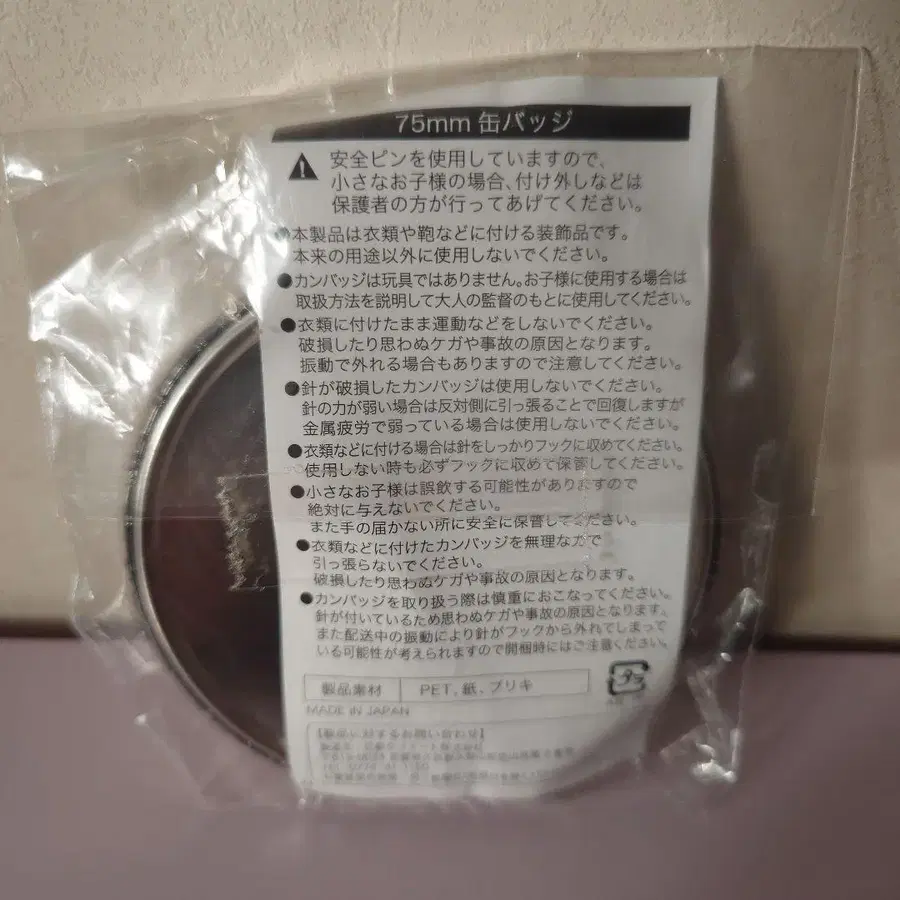 75mm 缶バッジ
安全ピンを使用していますので、
小さなお子様の場合、付け外しなどは
保護者の方が行ってあげてください。
●本製品は衣類や鞄などに付ける装飾品です。
本来の用途以外に使用しないでください。
●カンバッジは玩具ではありません。お子様に使用する場合は
取扱方法を説明して大人の監督のもとに使用してください。
●衣類に付けたまま運動などをしないでください。
破損したり思わぬケガや事故の原因となります。
振動で外れる場合もありますので注意してください。
●針が破損したカンバッジは使用しないでください。
針の力が弱い場合は反対側に引っ張ることで回復しますが
金属疲労で弱っている場合は使用しないでください。
●衣類などに付ける場合は針をしっかりフックに収めてください。
使用しない時も必ずフックに収めて保管してください。
●小さなお子様は誤飲する可能性がありますので
絶対に与えないでください。
また手の届かない所に安全に保管してください。
●衣類などに付けたカンバッジを無理な力で
引っ張らないでください。
破損したり思わぬケガや事故の原因となります。
●カンバッジを取り扱う際は慎重におこなってください。
針が付いているため思わぬケガや事故の原因となります。
また配送中の振動により針がフックから外れてしまって
いる可能性が考えられますので開梱時にはご注意ください。
製品素材 PET、紙、ブリキ
プラ
MADE IN JAPAN